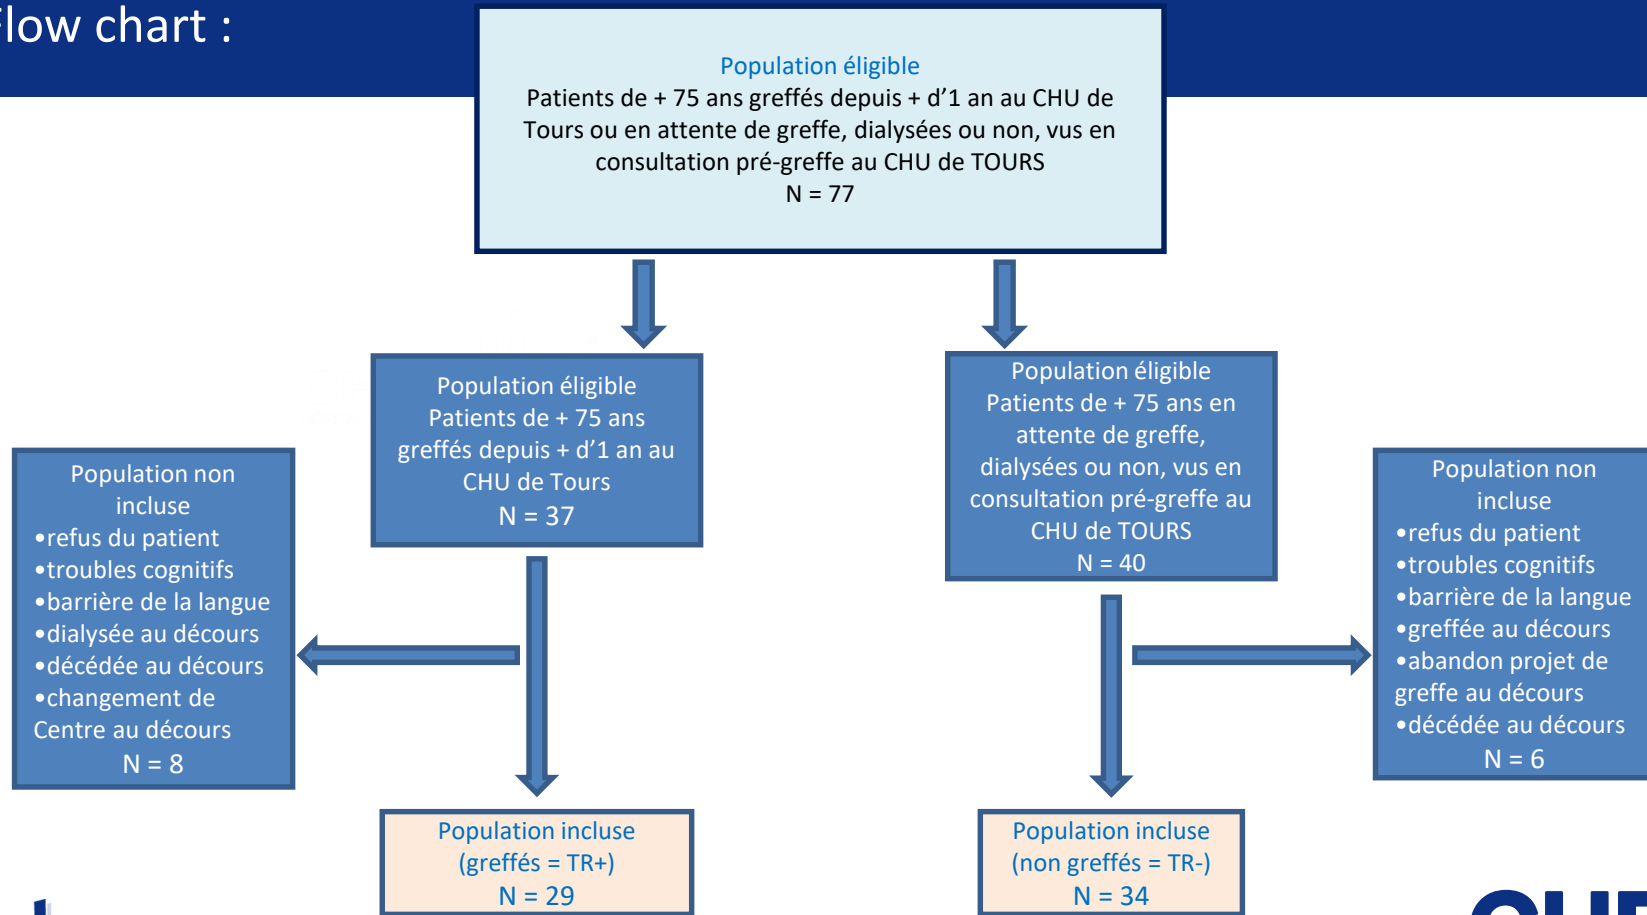 Flow chart :
Population éligible
Patients de + 75 ans greffés depuis + d’1 an au CHU de
Tours ou en attente de greffe, dialysées ou non, vus en
consultation pré-greffe au CHU de TOURS
N = 77
Population éligible
Patients de + 75 ans
greffés depuis + d’1 an au
CHU de Tours
N = 37
Population éligible
Patients de + 75 ans en
attente de greffe,
dialysées ou non, vus en
consultation pré-greffe au
CHU de TOURS
N = 40
Population non
incluse
•refus du patient
•troubles cognitifs
•barrière de la langue
•dialysée au décours
•décédée au décours
•changement de
Centre au décours
N = 8
Population non
incluse
•refus du patient
•troubles cognitifs
•barrière de la langue
•greffée au décours
•abandon projet de
greffe au décours
•décédée au décours
N = 6
Population incluse
(greffés = TR+)
N = 29
Population incluse
(non greffés = TR-)
N = 34